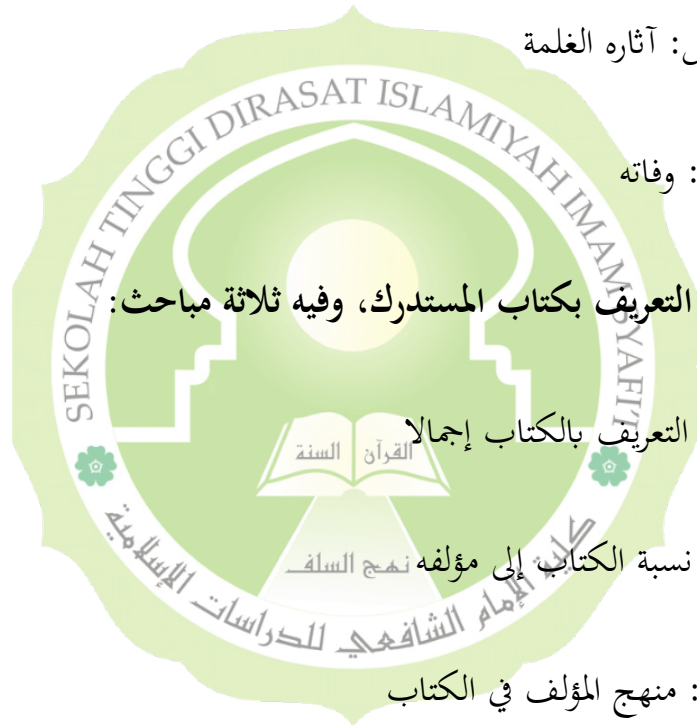 : آثاره الغلمة
: وفاته
التعريف بكتاب المستدرك، وفيه ثلاثة مباحث:
التعريف بالكتاب إجمالا
نسبة الكتاب إلى مؤلفه
: منهج المؤلف في الكتاب
SEKOLAH TINGGI DIRASAT ISLAMIYAH IMAM SYAFI'I
القرآن السنة
نهج السلف
كلية الإمام الشافعي للدراسات الإسلامية